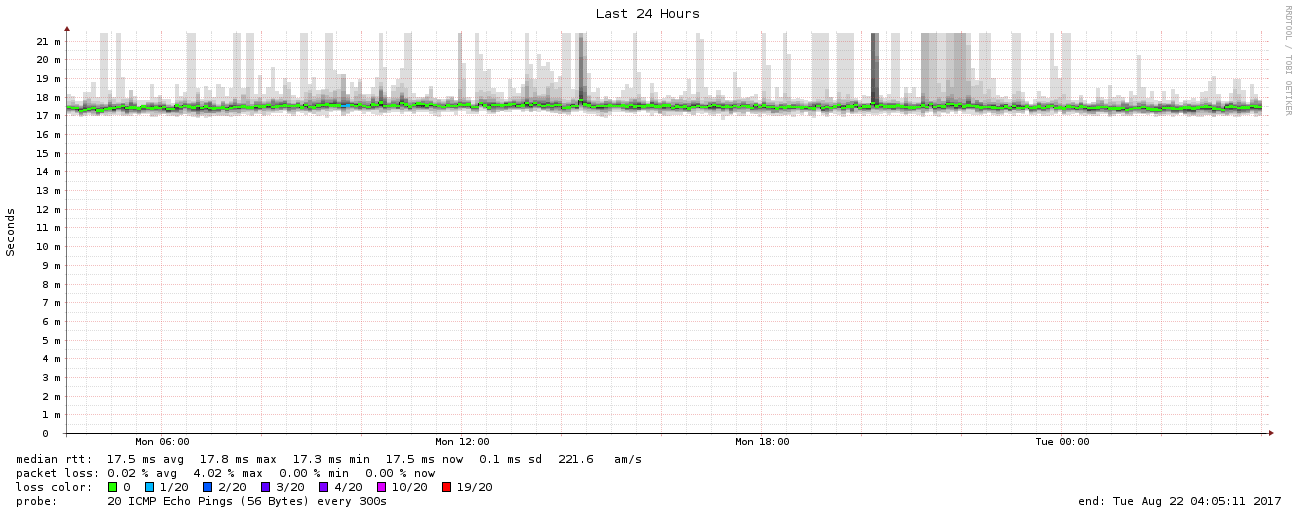 Last 24 Hours
RRDTOOL / TOBI OETIKER
Seconds
21 m
20 m
19 m
18 m
17 m
16 m
15 m
14 m
13 m
12 m
11 m
10 m
9 m
8 m
7 m
6 m
5 m
4 m
3 m
2 m
1 m
0
Mon 06:00 Mon 12:00 Mon 18:00 Tue 00:00
median rtt: 17.5 ms avg 17.8 ms max 17.3 ms min 17.5 ms now 0.1 ms sd 221.6 am/s
packet loss: 0.02 % avg 4.02 % max 0.00 % min 0.00 % now
loss color: 0 1/20 2/20 3/20 4/20 10/20 19/20
probe: 20 ICMP Echo Pings (56 Bytes) every 300s end: Tue Aug 22 04:05:11 2017